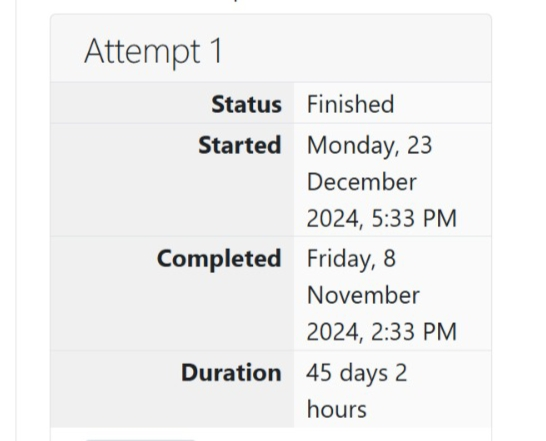 Attempt 1
Status Finished
Started Monday, 23
December
2024, 5:33 PM
Completed Friday, 8
November
2024, 2:33 PM
Duration 45 days 2
hours